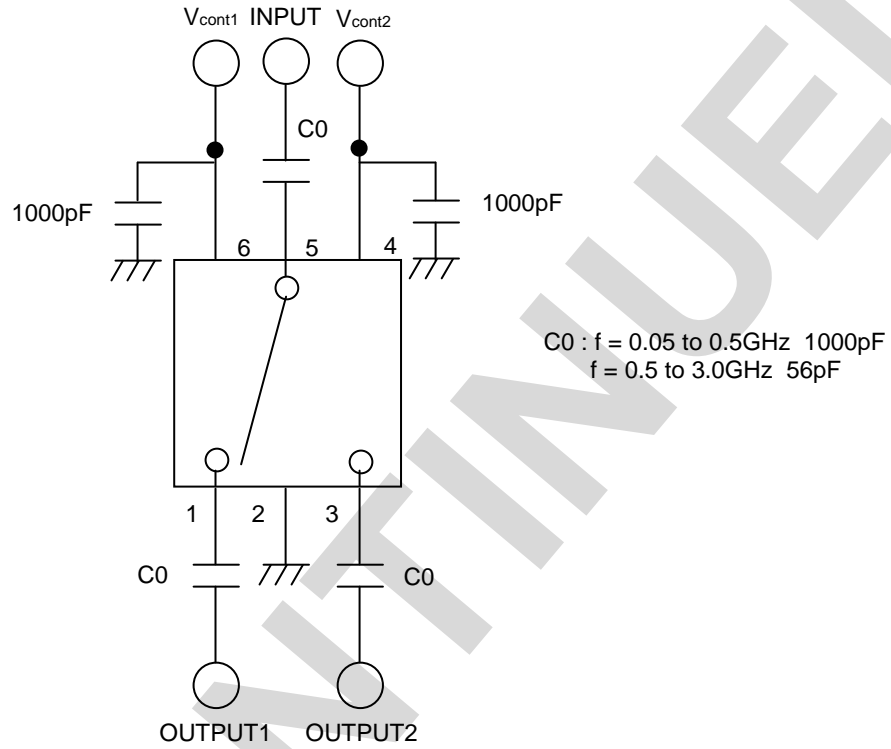 Vcont1 INPUT Vcont2
C0
1000pF
1000pF
6 5 4
C0 : f = 0.05 to 0.5GHz 1000pF
f = 0.5 to 3.0GHz 56pF
1 2 3
C0
C0
OUTPUT1 OUTPUT2
NTINUE